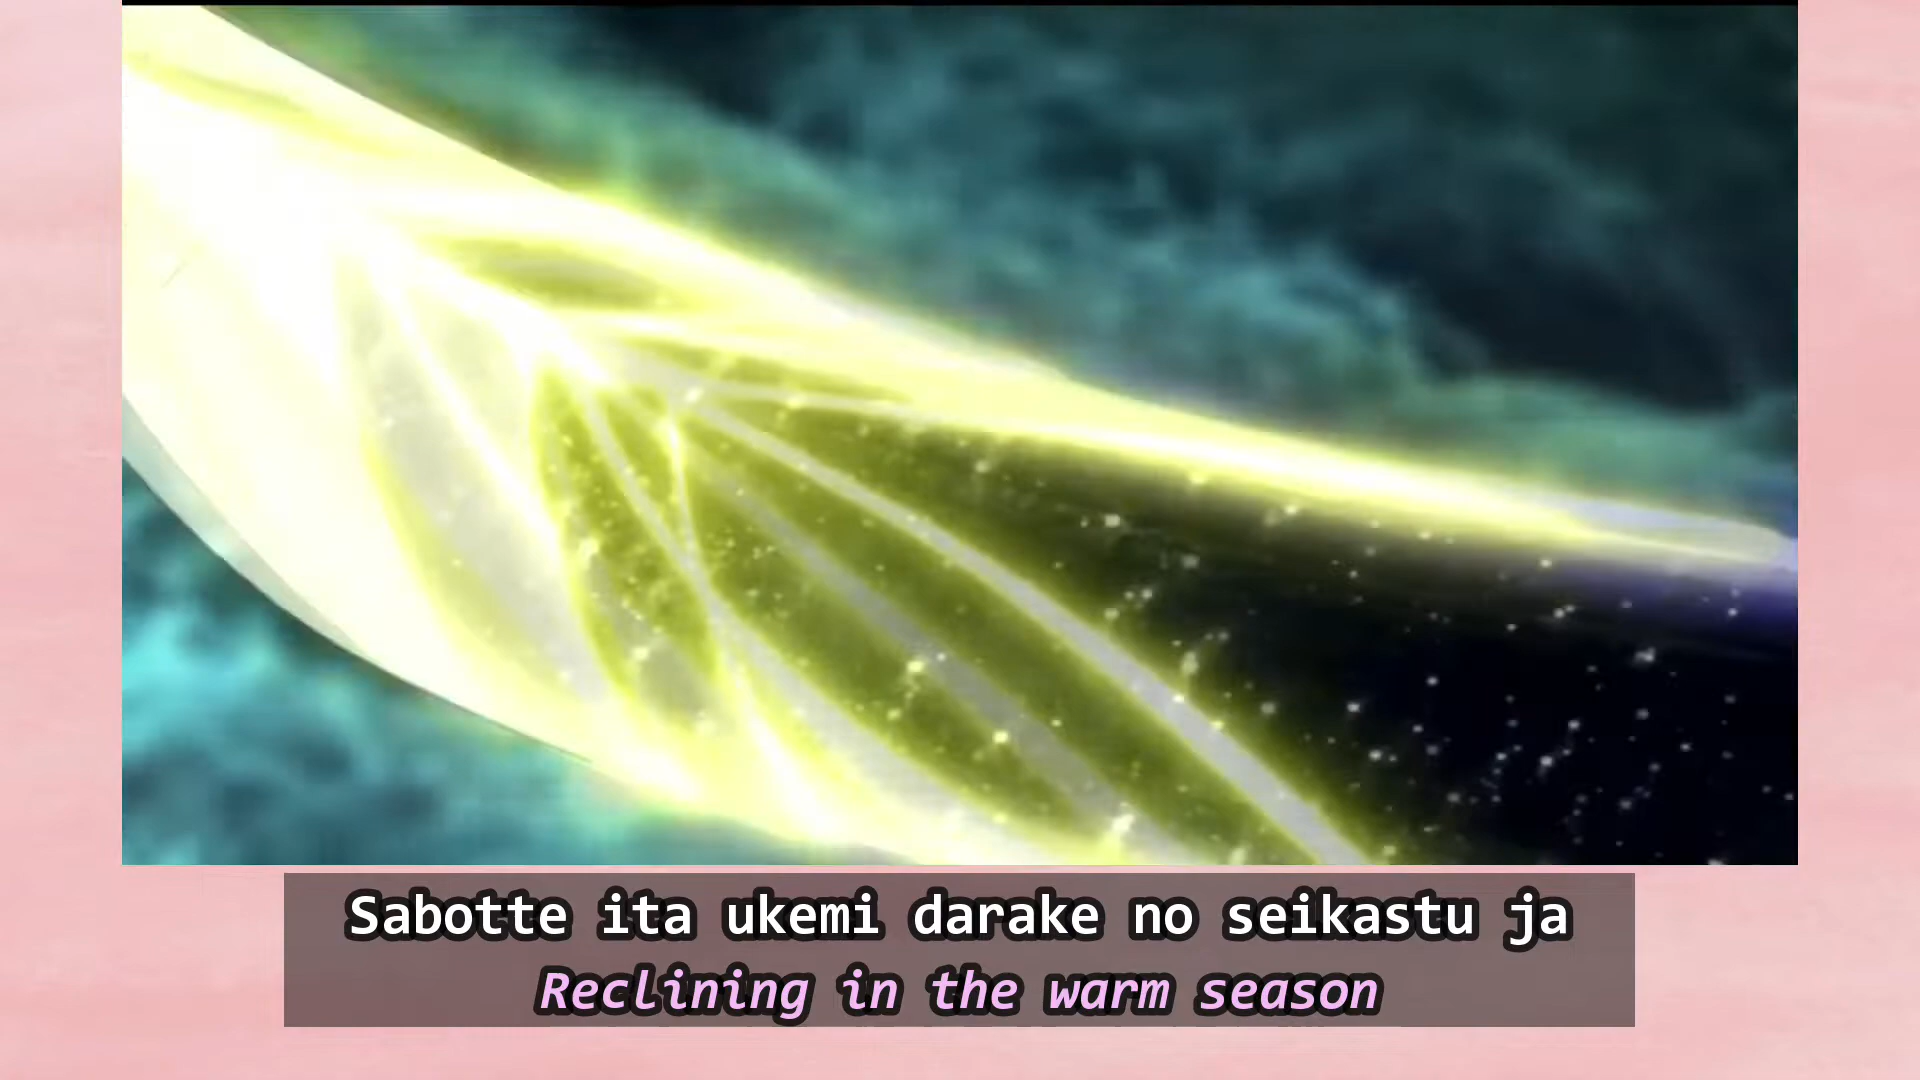 Sabotte ita ukemi darake no seikastu ja
Reclining in the warm season